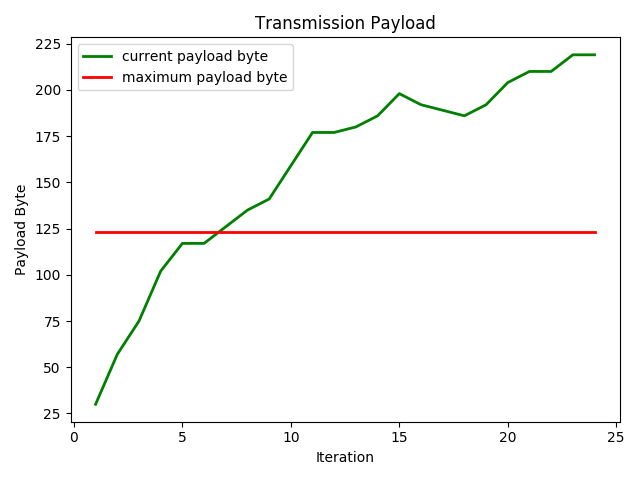 Transmission Payload
current payload byte
maximum payload byte
Payload Byte
225
200
175
150
125
100
75
50
25
0 5 10 15 20 25
Iteration